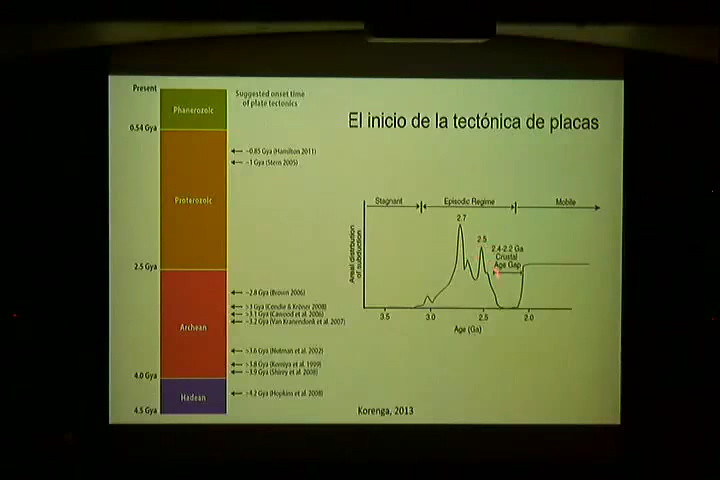 Present
Suggested onset time
of plate tectonics
Phanerozoic
El inicio de la tectónica de placas
0.54 Gya
~0.85 Gya (Hamilton 2011)
~1 Gya (Stern 2005)
Proterozoic
Stagnant
Episodic Regime
Mobile
2.7
2.5
2.4-2.2 Ga
Crustal
Age Gap
Areal distribution
of subduction
2.5 Gya
~2.8 Gya (Brown 2006)
>3 Gya (Condie & Kröner 2008)
>3.1 Gya (Cawood et al. 2006)
~3.2 Gya (Van Kranendonk et al. 2007)
3.5
3.0
2.5
2.0
Age (Ga)
Archean
>3.6 Gya (Nutman et al. 2002)
>3.8 Gya (Komiya et al. 1999)
~3.9 Gya (Shirey et al. 2008)
4.0 Gya
Hadean
>4.2 Gya (Hopkins et al. 2008)
4.5 Gya
Korenga, 2013